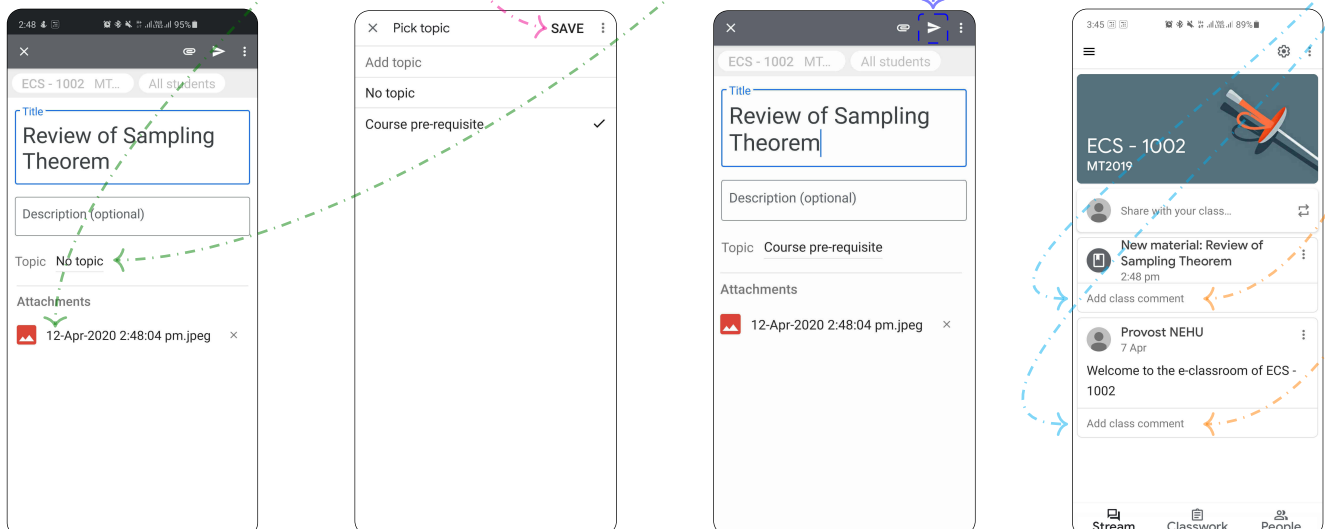 2:48
95%
ECS - 1002 MT...
All students
Title
Review of Sampling
Theorem
Description (optional)
Topic No topic
Attachments
12-Apr-2020 2:48:04 pm.jpeg
Pick topic
SAVE
Add topic
No topic
Course pre-requisite
ECS - 1002 MT...
All students
Title
Review of Sampling
Theorem
Description (optional)
Topic Course pre-requisite
Attachments
12-Apr-2020 2:48:04 pm.jpeg
3:45
89%
ECS - 1002
MT2019
Share with your class...
New material: Review of
Sampling Theorem
2:48 pm
Add class comment
Provost NEHU
7 Apr
Welcome to the e-classroom of ECS -
1002
Add class comment
Stream
Classwork
People